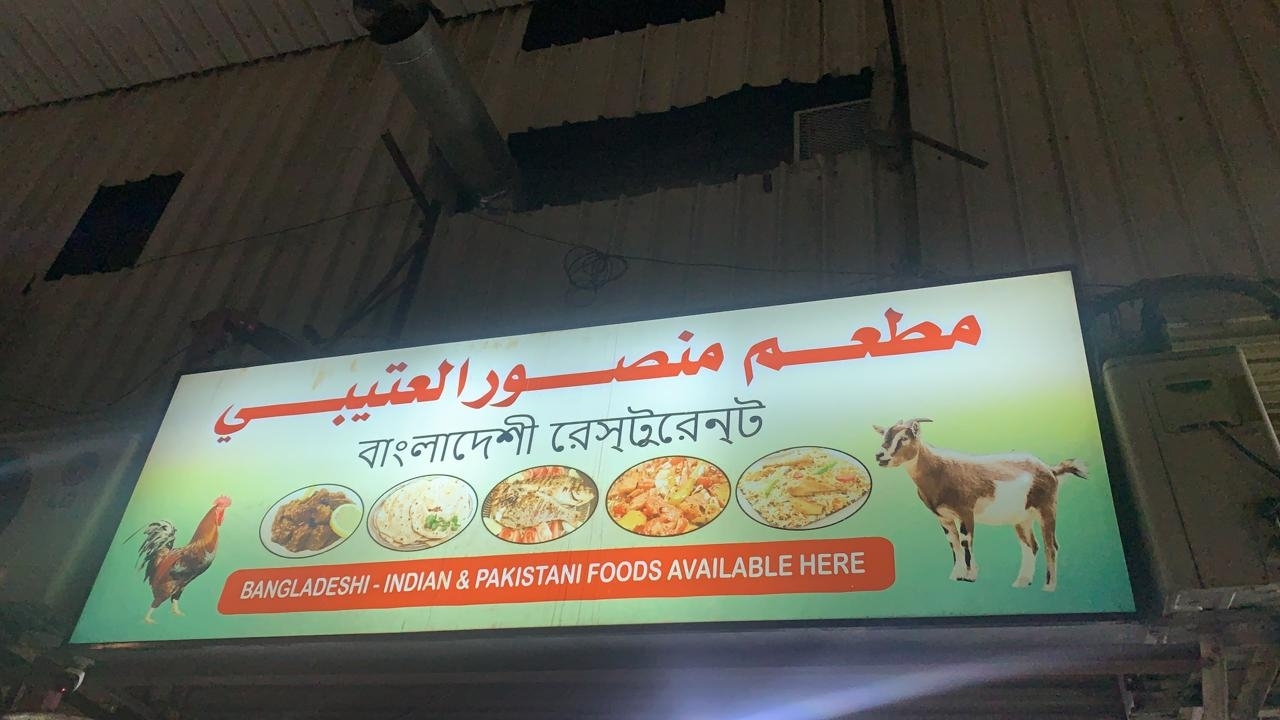 مطعم منصور العتيبي
বাংলাদেশী রেস্‌টুরেন্‌ট
BANGLADESHI - INDIAN & PAKISTANI FOODS AVAILABLE HERE